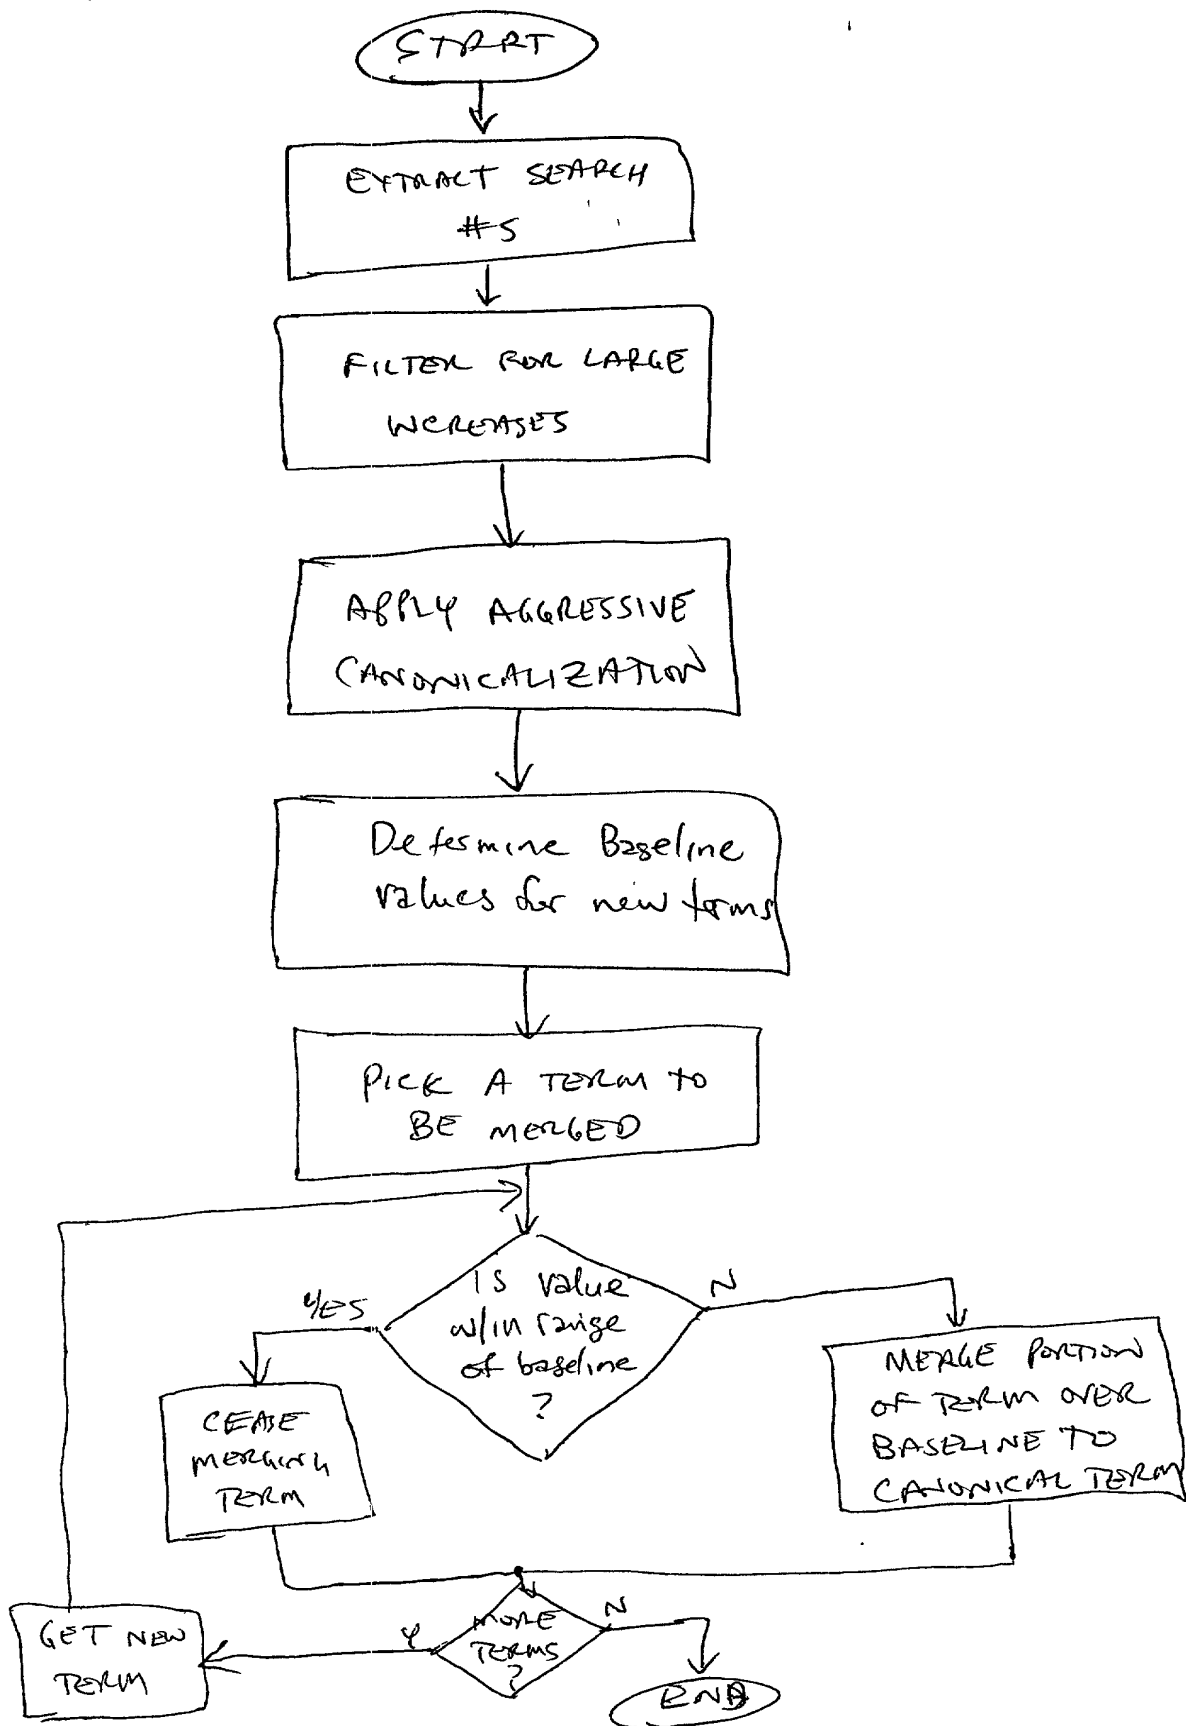 START
EXTRACT SEARCH
#S
FILTER FOR LARGE
INCREASES
APPLY AGGRESSIVE
CANONICALIZATION
Determine Baseline
values for new terms
PICK A TERM TO
BE MERGED
IS value
w/in range
of baseline
?
YES
N
CEASE
MERGING
TERM
MERGE PORTION
OF TERM OVER
BASELINE TO
CANONICAL TERM
MORE
TERMS
?
Y
N
GET NEW
TERM
END